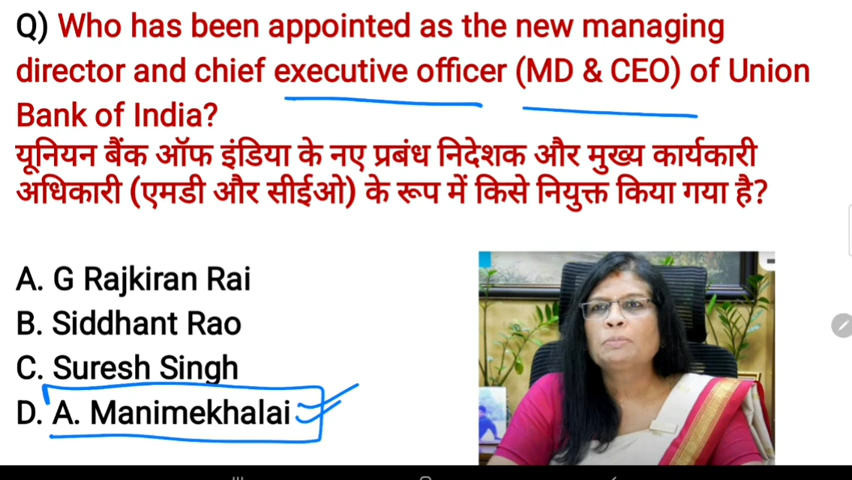 Q) Who has been appointed as the new managing
director and chief executive officer (MD & CEO) of Union
Bank of India?
यूनियन बैंक ऑफ इंडिया के नए प्रबंध निदेशक और मुख्य कार्यकारी
अधिकारी (एमडी और सीईओ) के रूप में किसे नियुक्त किया गया है?
A. G Rajkiran Rai
B. Siddhant Rao
C. Suresh Singh
D. A. Manimekhalai